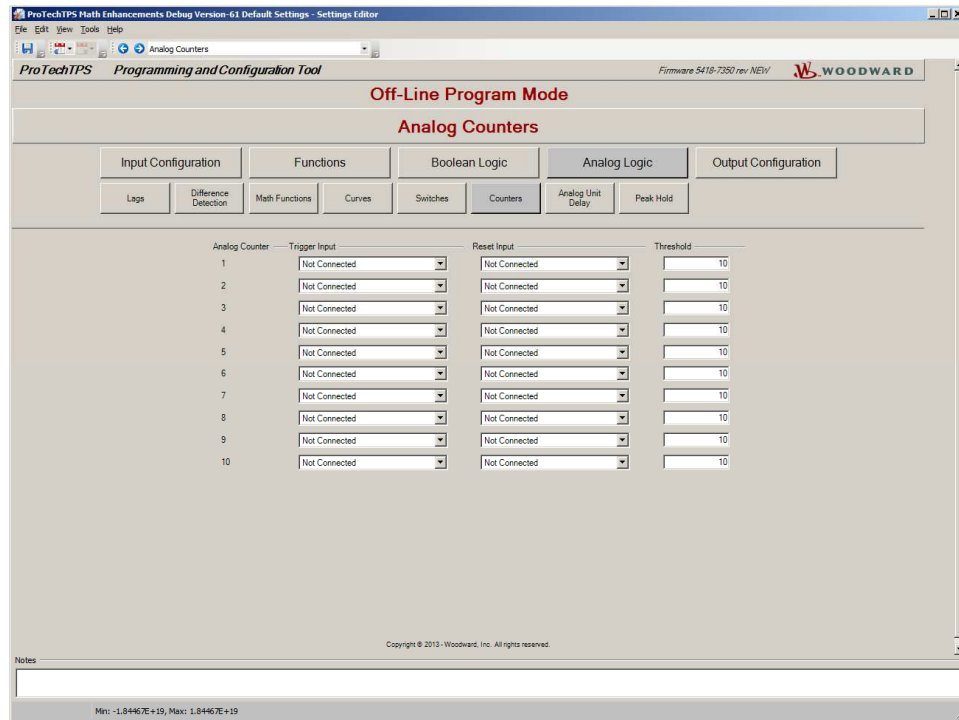 ProTechTPS Math Enhancements Debug Version-61 Default Settings - Settings Editor
File Edit View Tools Help
Analog Counters
ProTechTPS Programming and Configuration Tool Firmware 5418-7350 rev NEW WOODWARD
Off-Line Program Mode
Analog Counters
Input Configuration Functions Boolean Logic Analog Logic Output Configuration
Lags Difference Detection Math Functions Curves Switches Counters Analog Unit Delay Peak Hold
Analog Counter Trigger Input Reset Input Threshold
1 Not Connected Not Connected 10
2 Not Connected Not Connected 10
3 Not Connected Not Connected 10
4 Not Connected Not Connected 10
5 Not Connected Not Connected 10
6 Not Connected Not Connected 10
7 Not Connected Not Connected 10
8 Not Connected Not Connected 10
9 Not Connected Not Connected 10
10 Not Connected Not Connected 10
Copyright © 2013 - Woodward, Inc. All rights reserved.
Notes
Min: -1.84467E+19, Max: 1.84467E+19